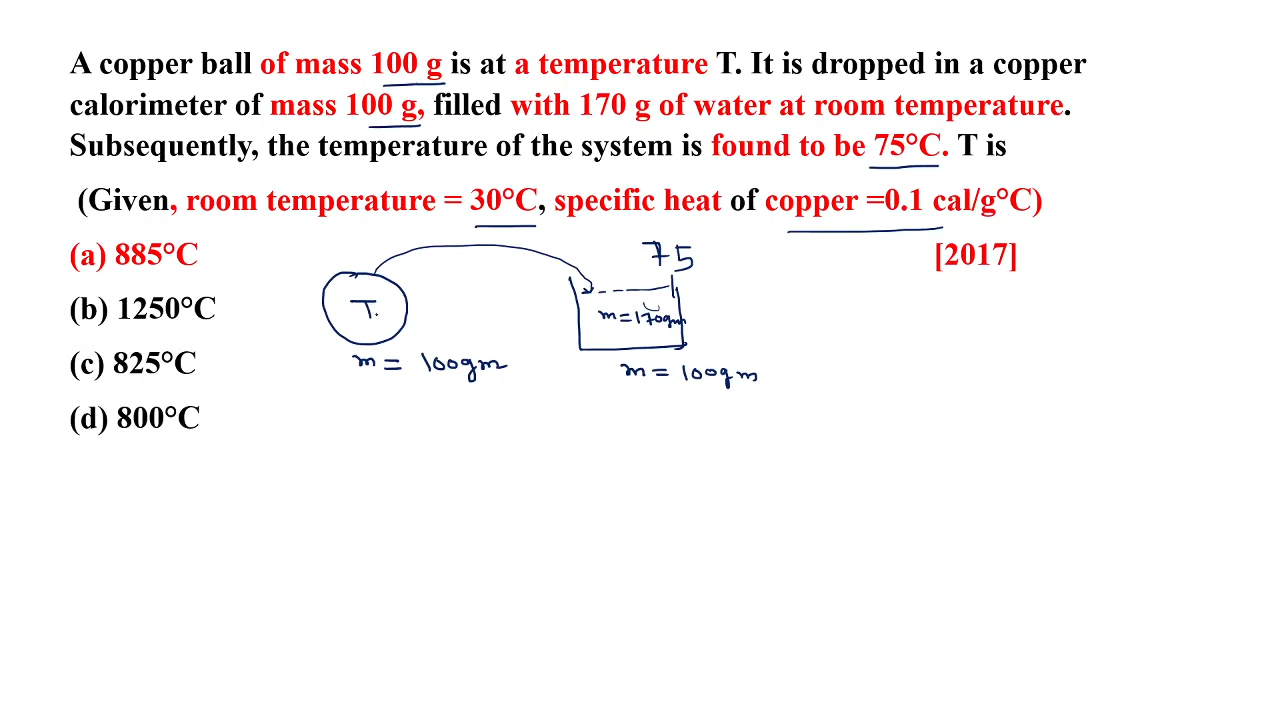 A copper ball of mass 100 g is at a temperature T. It is dropped in a copper
calorimeter of mass 100 g, filled with 170 g of water at room temperature.
Subsequently, the temperature of the system is found to be 75°C. T is
(Given, room temperature = 30°C, specific heat of copper =0.1 cal/g°C)
(a) 885°C
[2017]
(b) 1250°C
(c) 825°C
(d) 800°C
75
T.
m = 170gm
m = 100gm
m = 100gm